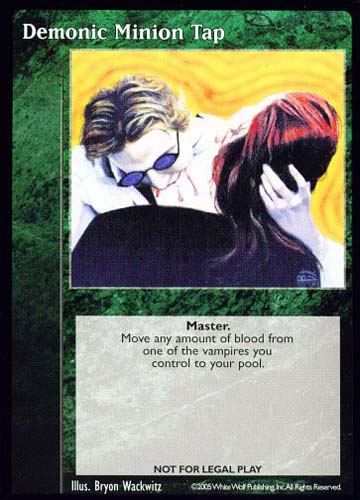 Demonic Minion Tap
Master.
Move any amount of blood from
one of the vampires you
control to your pool.
NOT FOR LEGAL PLAY
Illus. Bryon Wackwitz
©2005 White Wolf Publishing, Inc. All Rights Reserved.